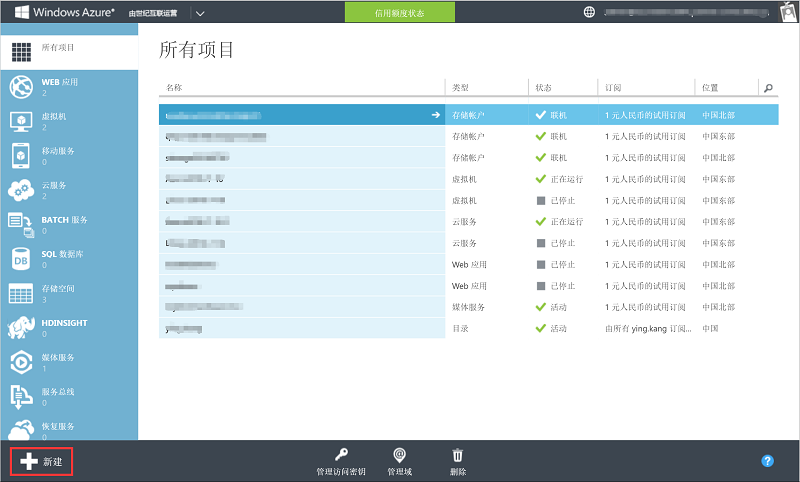 Windows Azure* 由世纪互联运营
信用额度状态
所有项目
WEB 应用
2
虚拟机
2
移动服务
0
云服务
2
BATCH 服务
0
SQL 数据库
0
DB
存储空间
3
HDINSIGHT
0
媒体服务
1
服务总线
0
恢复服务
0
所有项目
名称 类型 状态 订阅 位置
存储帐户 联机 1 元人民币的试用订阅 中国北部
存储帐户 联机 1 元人民币的试用订阅 中国东部
存储帐户 联机 1 元人民币的试用订阅 中国北部
虚拟机 正在运行 1 元人民币的试用订阅 中国东部
虚拟机 已停止 1 元人民币的试用订阅 中国北部
云服务 正在运行 1 元人民币的试用订阅 中国东部
云服务 已停止 1 元人民币的试用订阅 中国东部
Web 应用 已停止 1 元人民币的试用订阅 中国北部
Web 应用 已停止 1 元人民币的试用订阅 中国北部
媒体服务 活动 1 元人民币的试用订阅 中国北部
目录 活动 由所有 ying.kang 订阅... 中国
新建
管理访问密钥
管理域
删除
?